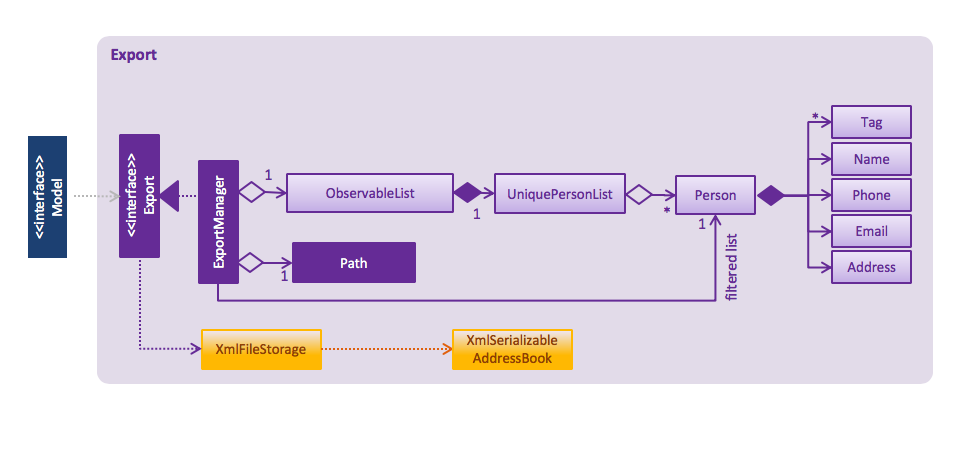 Export
<<interface>>
Model
<<interface>>
Export
ExportManager
1
ObservableList
1
UniquePersonList
*
Person
1
filtered list
*
Tag
Name
Phone
Email
Address
1
Path
XmlFileStorage
XmlSerializable
AddressBook